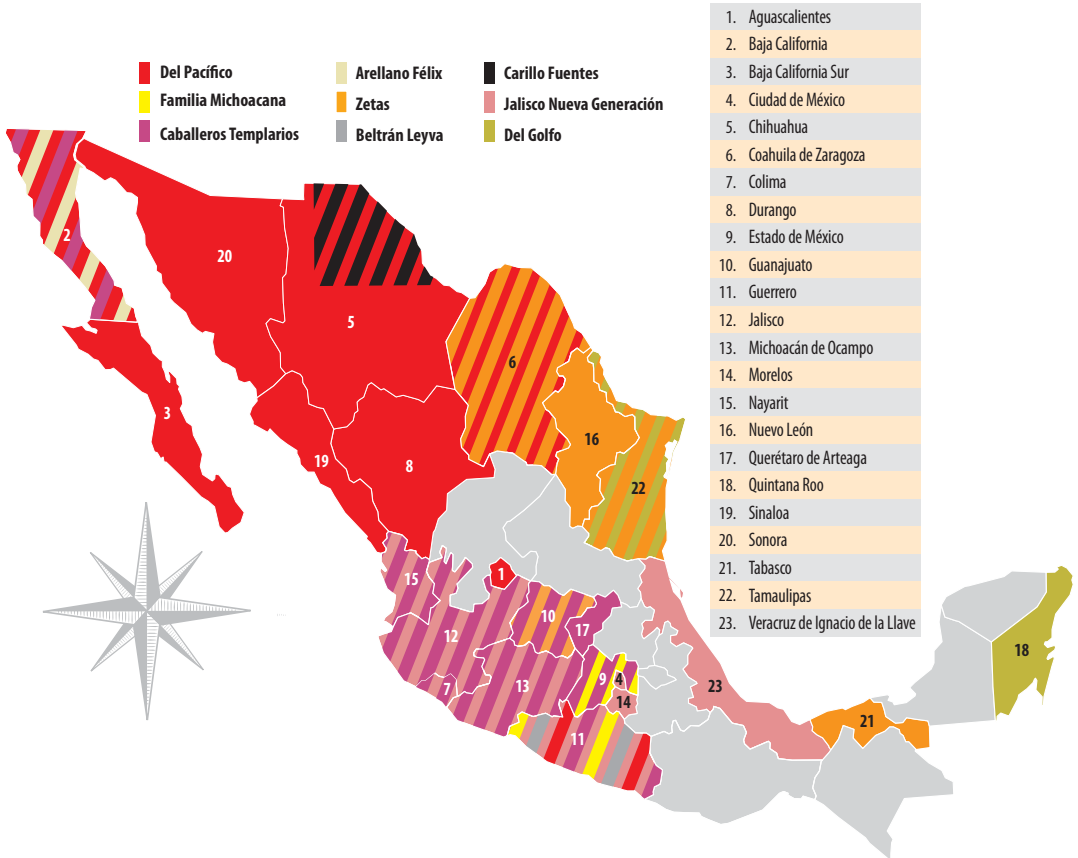 Del Pacífico
Familia Michoacana
Caballeros Templarios
Arellano Félix
Zetas
Beltrán Leyva
Carillo Fuentes
Jalisco Nueva Generación
Del Golfo
1. Aguascalientes
2. Baja California
3. Baja California Sur
4. Ciudad de México
5. Chihuahua
6. Coahuila de Zaragoza
7. Colima
8. Durango
9. Estado de México
10. Guanajuato
11. Guerrero
12. Jalisco
13. Michoacán de Ocampo
14. Morelos
15. Nayarit
16. Nuevo León
17. Querétaro de Arteaga
18. Quintana Roo
19. Sinaloa
20. Sonora
21. Tabasco
22. Tamaulipas
23. Veracruz de Ignacio de la Llave
2
20
5
6
3
19
8
16
22
15
1
10
17
12
7
13
9
4
14
11
23
21
18